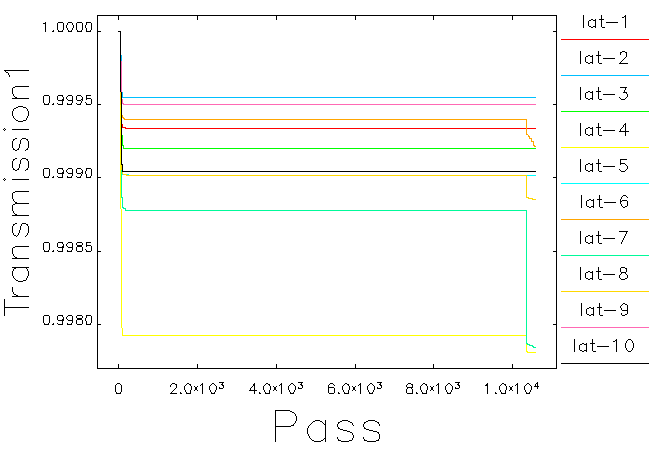 Transmission1
1.0000
0.9995
0.9990
0.9985
0.9980
0
2.0×10³
4.0×10³
6.0×10³
8.0×10³
1.0×10⁴
Pass
lat-1
lat-2
lat-3
lat-4
lat-5
lat-6
lat-7
lat-8
lat-9
lat-10